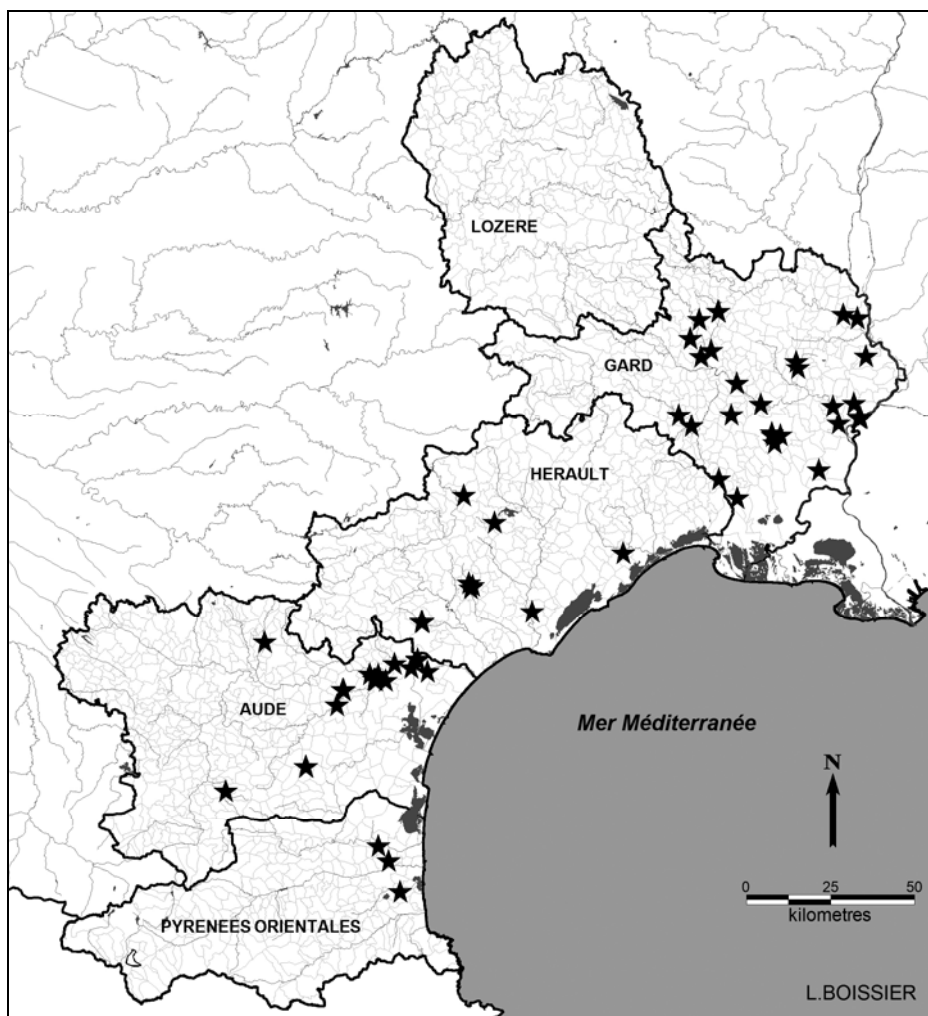 LOZERE
GARD
HERAULT
AUDE
Mer Méditerranée
N
0 25 50
kilometres
PYRENEES ORIENTALES
L.BOISSIER